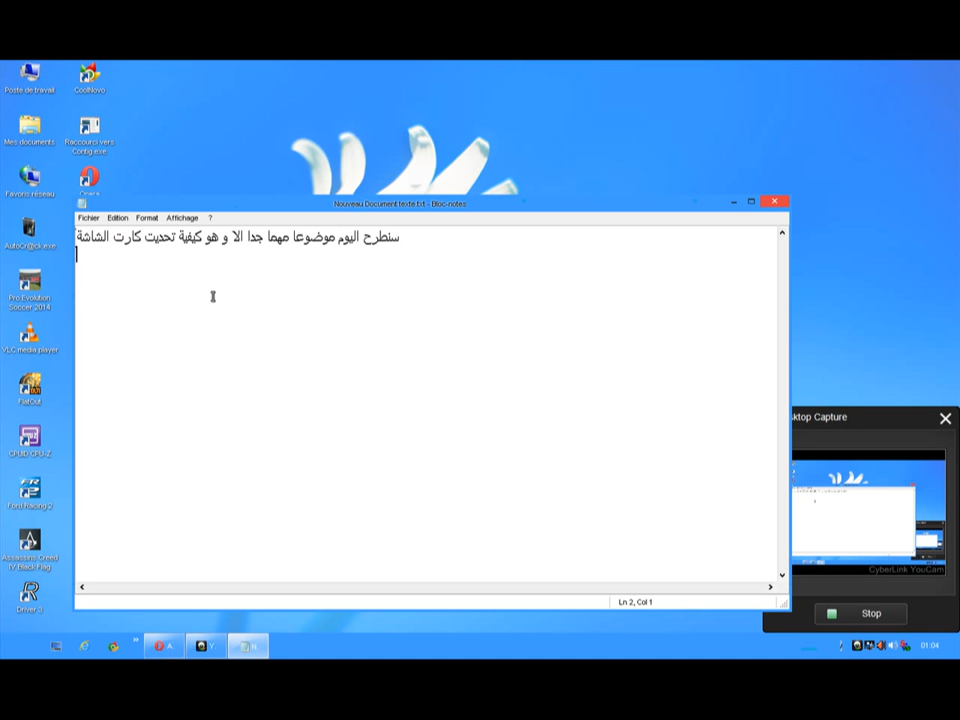 Poste de travail
CoolNovo
Mes documents
Raccourci vers
Contig.exe
Favoris réseau
Opera
AutoCr@ck.exe
Pro Evolution
Soccer 2014
VLC media player
FlatOut
CPUID CPU-Z
Ford Racing 2
Assassins Creed
IV Black Flag
Driver 3
Nouveau Document texte.txt - Bloc-notes
Fichier Edition Format Affichage ?
سنطرح اليوم موضوعا مهما جدا الا و هو كيفية تحديت كارت الشاشة
Ln 2, Col 1
sktop Capture
CyberLink YouCam
Stop
A.
Y.
N.
01:04